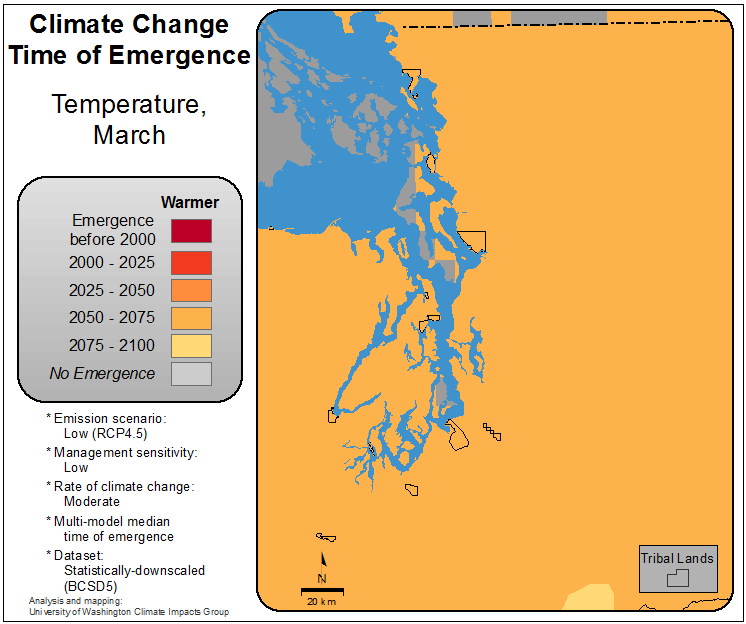 Climate Change
Time of Emergence
Temperature,
March
Warmer
Emergence
before 2000
2000 - 2025
2025 - 2050
2050 - 2075
2075 - 2100
No Emergence
* Emission scenario:
Low (RCP4.5)
* Management sensitivity:
Low
* Rate of climate change:
Moderate
* Multi-model median
time of emergence
* Dataset:
Statistically-downscaled
(BCSD5)
Analysis and mapping:
University of Washington Climate Impacts Group
N
20 km
Tribal Lands